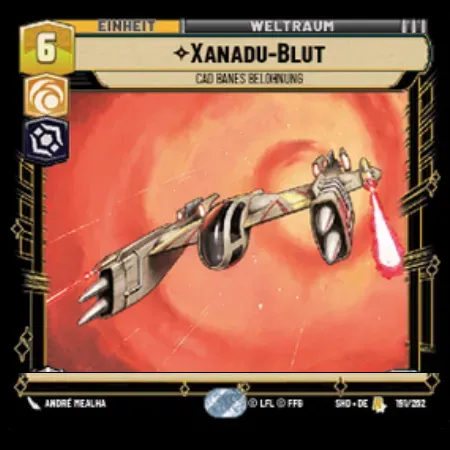 EINHEIT WELTRAUM
6
XANADU-BLUT
CAD BANES BELOHNUNG
ANDRÉ MEALHA © LFL © FFG SHD • DE 191/262